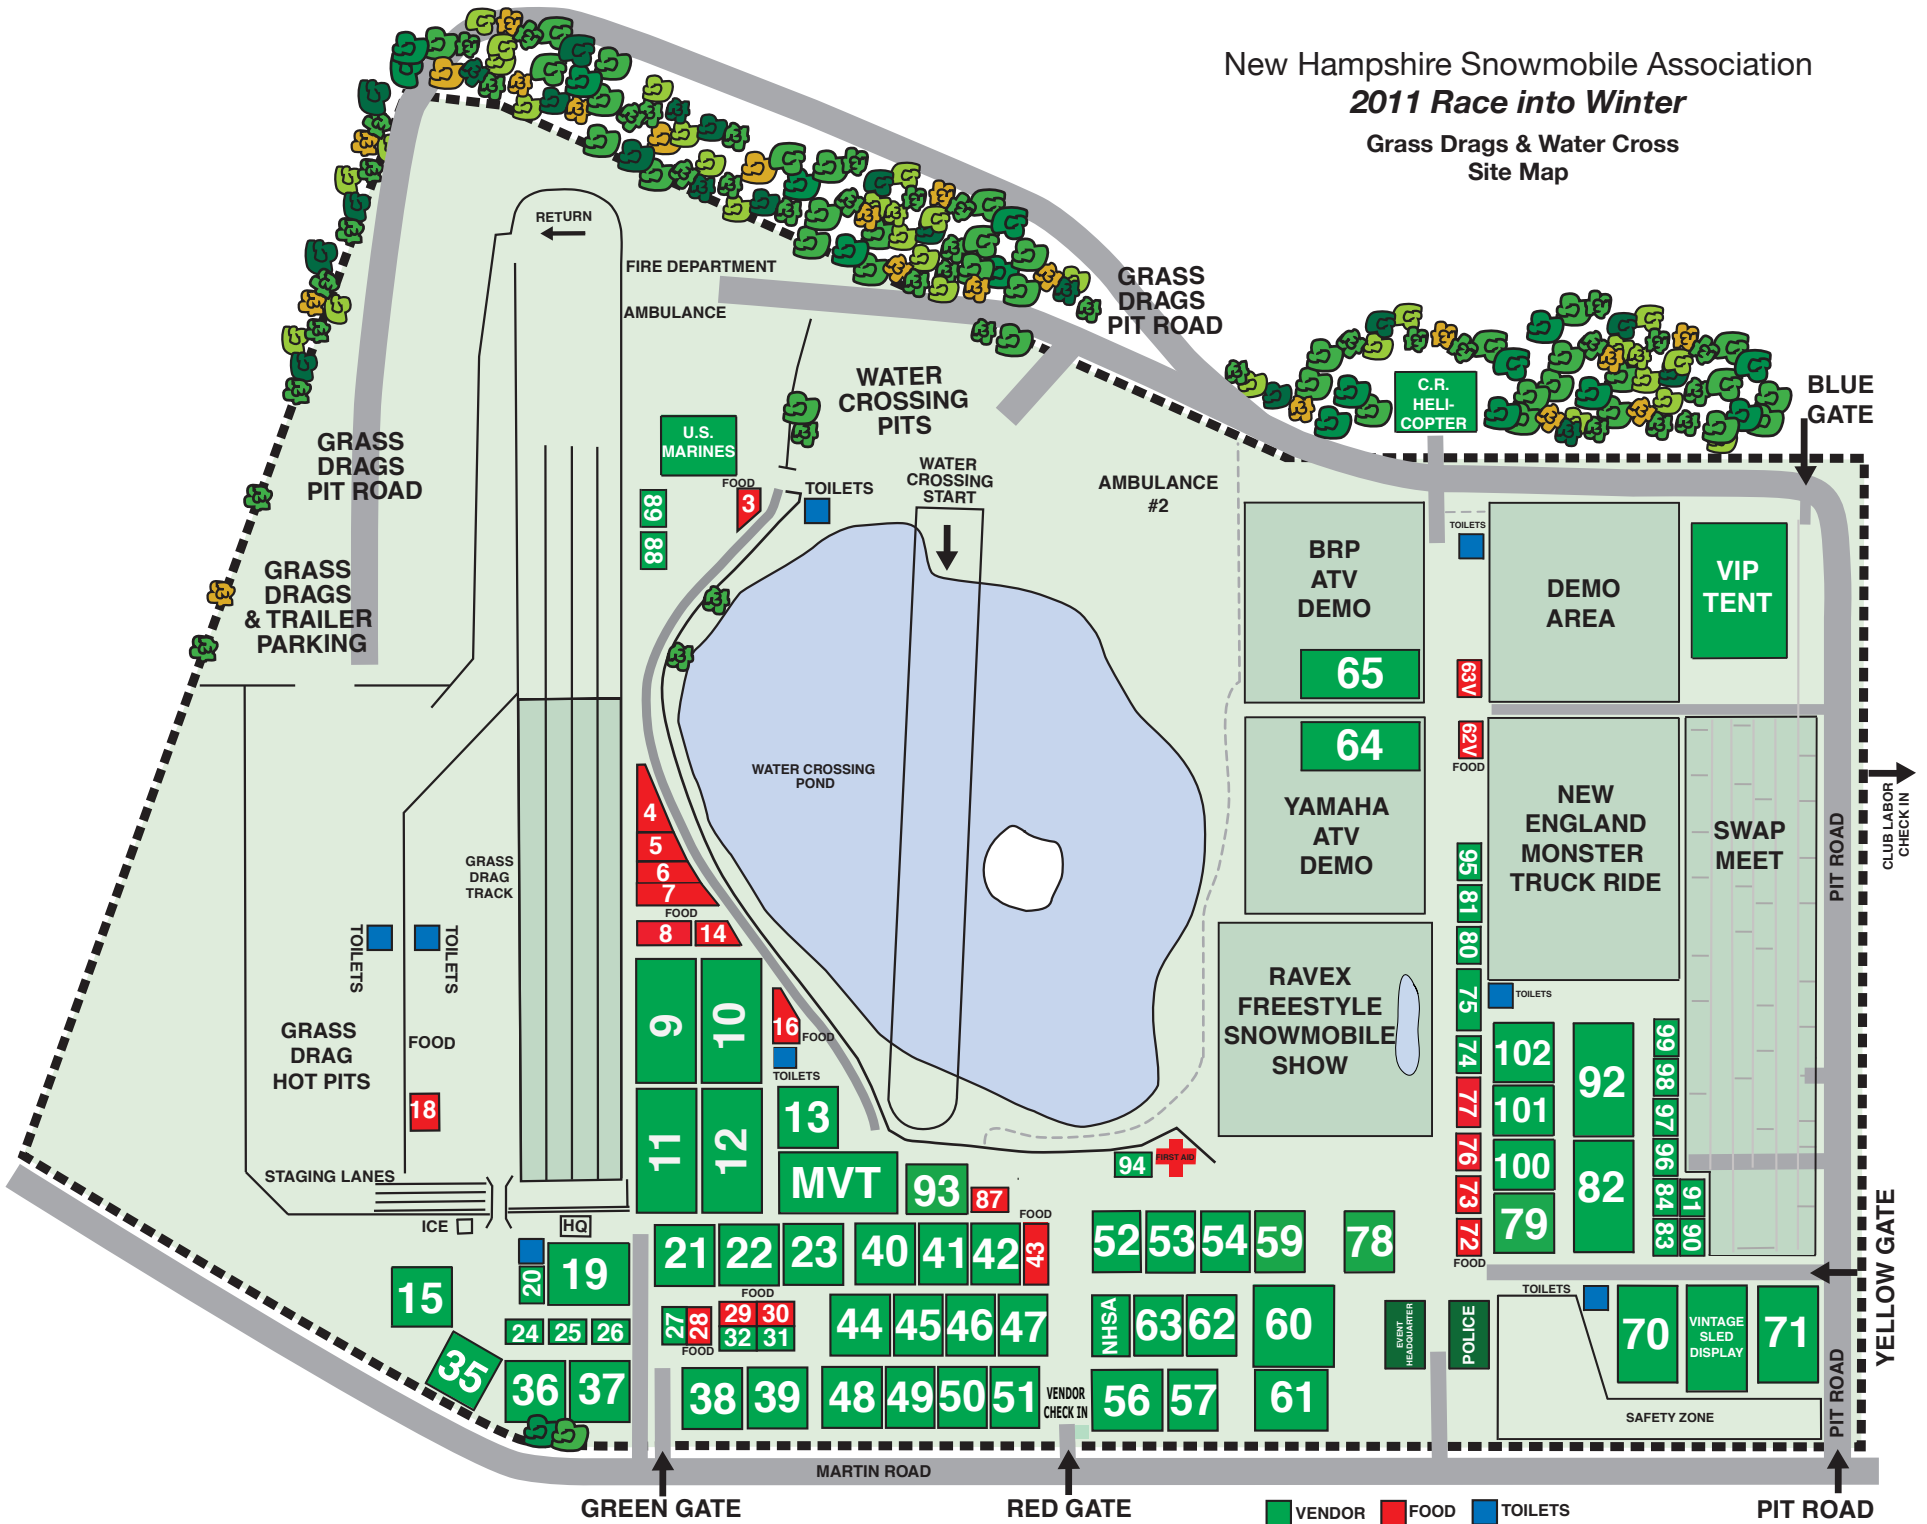 New Hampshire Snowmobile Association
2011 Race into Winter
Grass Drags & Water Cross
Site Map
RETURN
FIRE DEPARTMENT
AMBULANCE
GRASS
DRAGS
PIT ROAD
WATER
CROSSING
PITS
C.R.
HELI-
COPTER
BLUE
GATE
U.S.
MARINES
GRASS
DRAGS
PIT ROAD
FOOD
3
89
88
TOILETS
WATER
CROSSING
START
AMBULANCE
#2
BRP
ATV
DEMO
65
TOILETS
DEMO
AREA
VIP
TENT
GRASS
DRAGS
& TRAILER
PARKING
63V
62V
FOOD
64
YAMAHA
ATV
DEMO
WATER CROSSING
POND
NEW
ENGLAND
MONSTER
TRUCK RIDE
SWAP
MEET
PIT ROAD
CLUB LABOR
CHECK IN
4
5
6
7
FOOD
8
14
GRASS
DRAG
TRACK
TOILETS
TOILETS
95
81
80
75
74
77
76
73
72
FOOD
RAVEX
FREESTYLE
SNOWMOBILE
SHOW
TOILETS
GRASS
DRAG
HOT PITS
FOOD
18
9
10
16
FOOD
TOILETS
11
12
13
MVT
93
87
94
FIRST AID
102
101
100
79
92
82
99
98
97
96
84
91
83
90
STAGING LANES
ICE
HQ
YELLOW GATE
20
19
21
22
23
40
41
42
FOOD
43
52
53
54
59
78
15
24
25
26
27
28
FOOD
FOOD
29
30
32
31
44
45
46
47
NHSA
63
62
60
EVENT
HEADQUARTER
POLICE
TOILETS
70
VINTAGE
SLED
DISPLAY
71
35
36
37
38
39
48
49
50
51
VENDOR
CHECK IN
56
57
61
SAFETY ZONE
PIT ROAD
MARTIN ROAD
GREEN GATE
RED GATE
VENDOR
FOOD
TOILETS
PIT ROAD